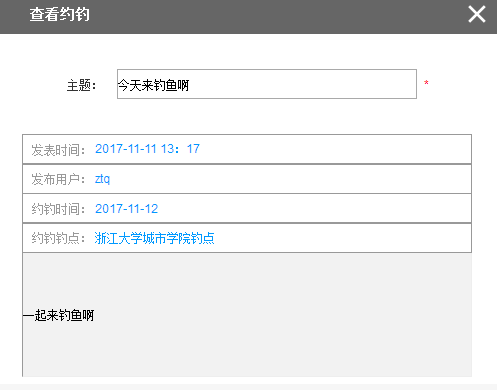 查看约钓
主题： 今天来钓鱼啊 *
发表时间： 2017-11-11 13：17
发布用户： ztq
约钓时间： 2017-11-12
约钓钓点： 浙江大学城市学院钓点
一起来钓鱼啊